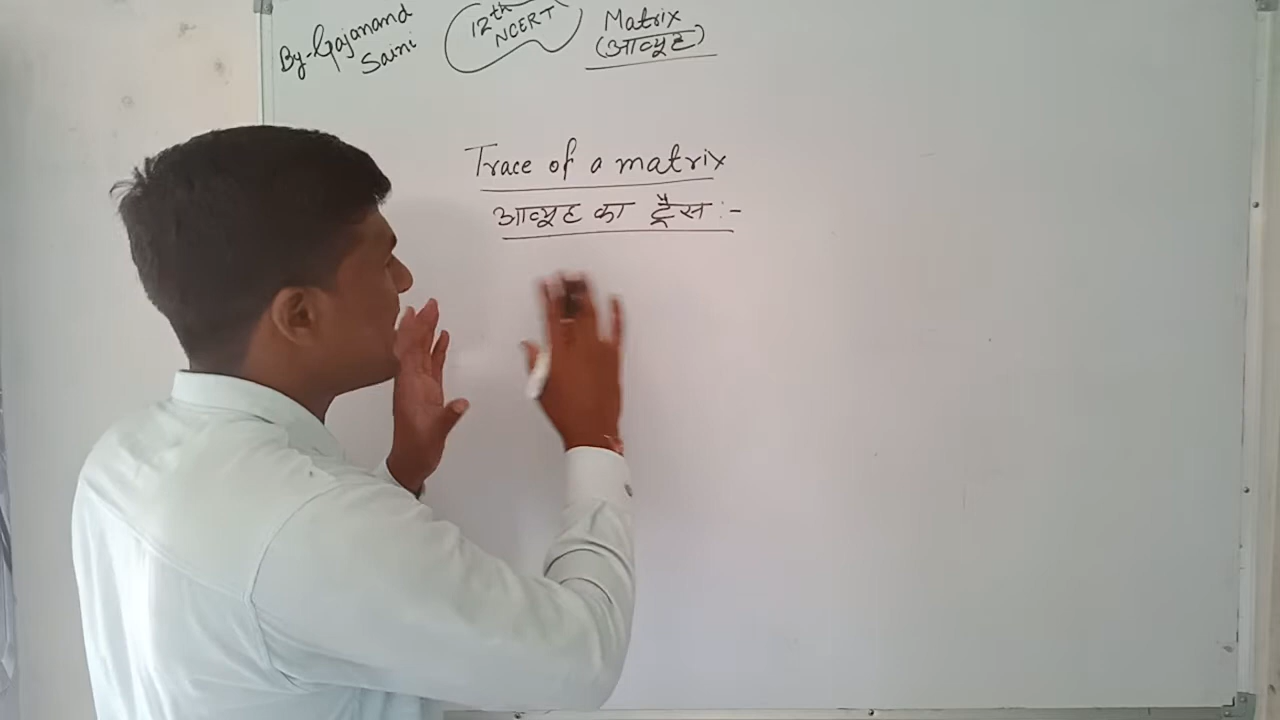 By-Gajanand
Saini
12th
NCERT
Matrix
(आव्यूह)
Trace of a matrix
आव्यूह का ट्रैस :-